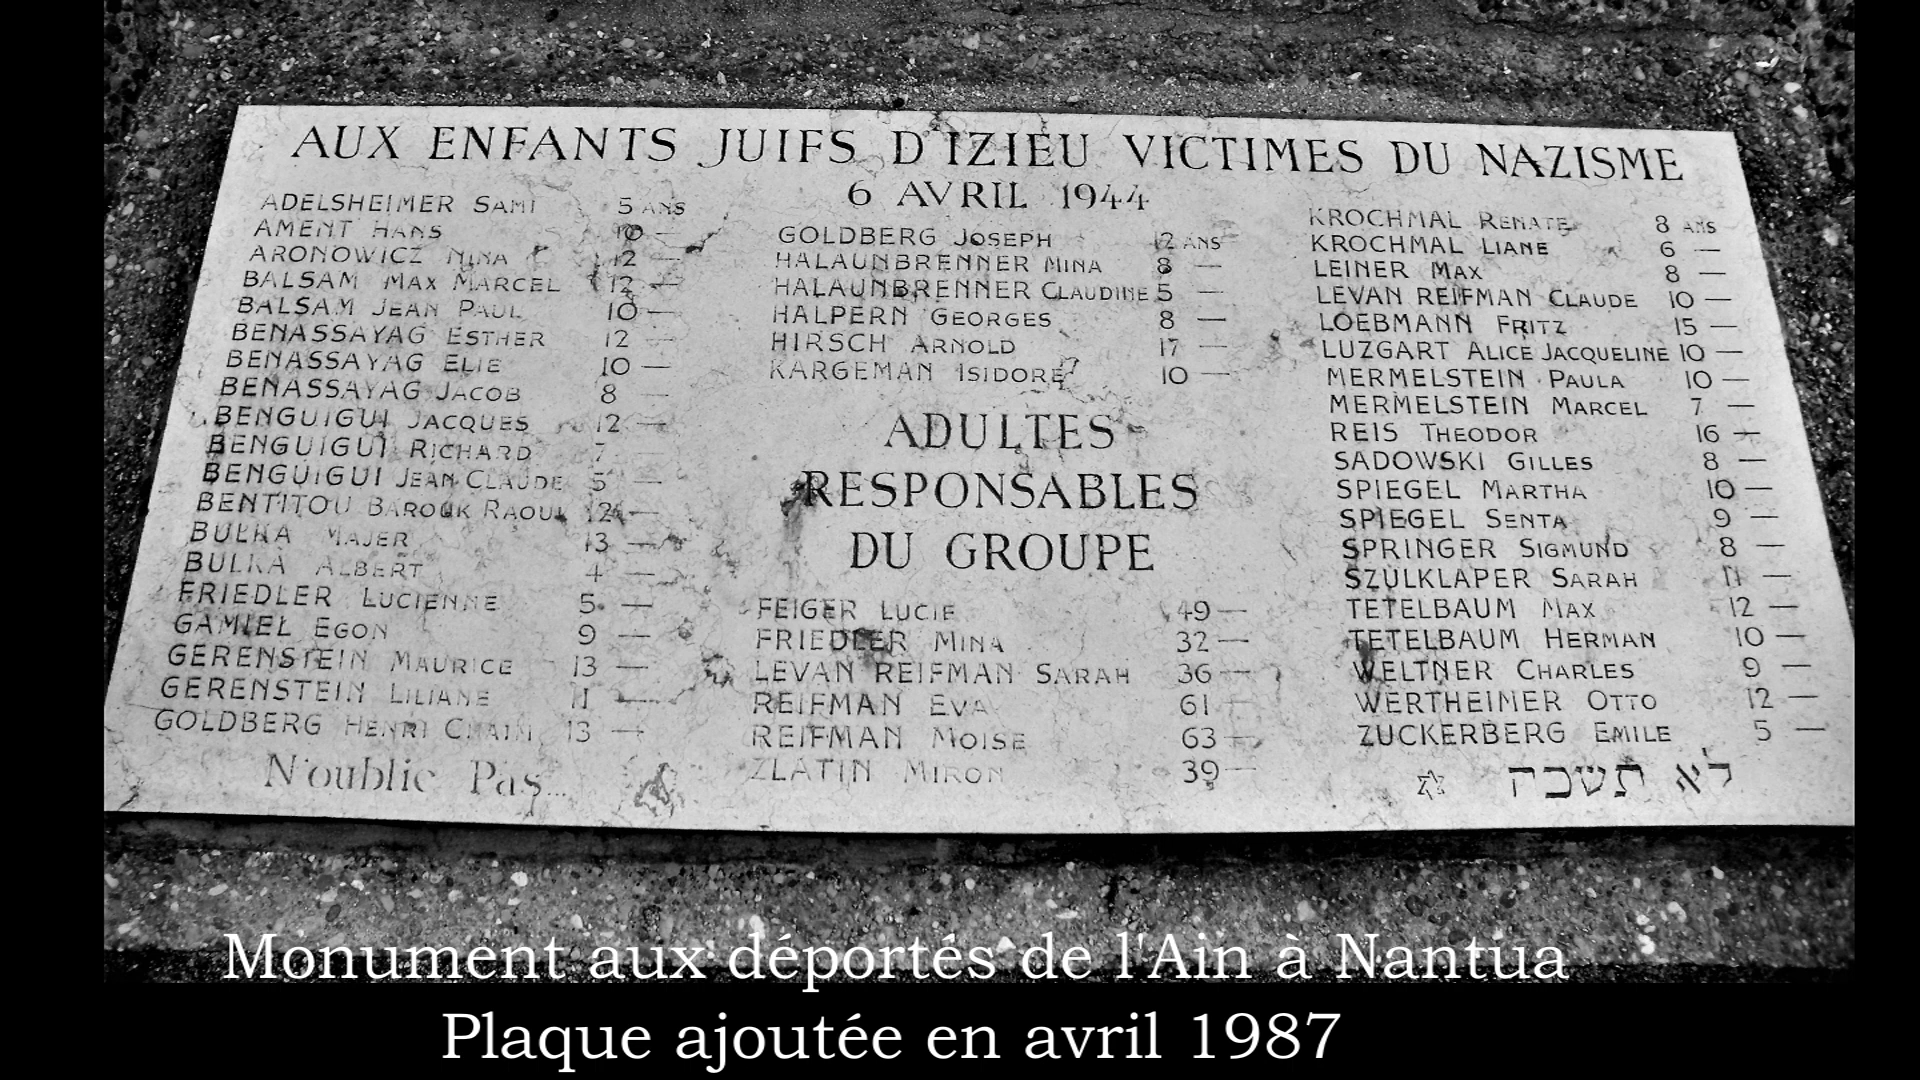 AUX ENFANTS JUIFS D'IZIEU VICTIMES DU NAZISME
6 AVRIL 1944
ADELSHEIMER SAMI 5 ANS
AMENT HANS 10 —
ARONOWICZ NINA 12 —
BALSAM MAX MARCEL 12 —
BALSAM JEAN PAUL 10 —
BENASSAYAG ESTHER 12 —
BENASSAYAG ELIE 10 —
BENASSAYAG JACOB 8 —
BENGUIGUI JACQUES 12 —
BENGUIGUI RICHARD 7 —
BENGUIGUI JEAN CLAUDE 5 —
BENTITOU BAROUK RAOUL 12 —
BULKA MAJER 13 —
BULKA ALBERT 4 —
FRIEDLER LUCIENNE 5 —
GAMIEL EGON 9 —
GERENSTEIN MAURICE 13 —
GERENSTEIN LILIANE 11 —
GOLDBERG HENRI CHAIM 13 —
N'oublie Pas...
GOLDBERG JOSEPH 12 ANS
HALAUNBRENNER MINA 8 —
HALAUNBRENNER CLAUDINE 5 —
HALPERN GEORGES 8 —
HIRSCH ARNOLD 17 —
KARGEMAN ISIDORE 10 —
ADULTES
RESPONSABLES
DU GROUPE
FEIGER LUCIE 49 —
FRIEDLER MINA 32 —
LEVAN REIFMAN SARAH 36 —
REIFMAN EVA 61 —
REIFMAN MOISE 63 —
ZLATIN MIRON 39 —
KROCHMAL RENATE 8 ANS
KROCHMAL LIANE 6 —
LEINER MAX 8 —
LEVAN REIFMAN CLAUDE 10 —
LOEBMANN FRITZ 15 —
LUZGART ALICE JACQUELINE 10 —
MERMELSTEIN PAULA 10 —
MERMELSTEIN MARCEL 7 —
REIS THEODOR 16 —
SADOWSKI GILLES 8 —
SPIEGEL MARTHA 10 —
SPIEGEL SENTA 9 —
SPRINGER SIGMUND 8 —
SZULKLAPER SARAH 11 —
TETELBAUM MAX 12 —
TETELBAUM HERMAN 10 —
WELTNER CHARLES 9 —
WERTHEIMER OTTO 12 —
ZUCKERBERG EMILE 5 —
לא תשכה
Monument aux déportés de l'Ain à Nantua
Plaque ajoutée en avril 1987